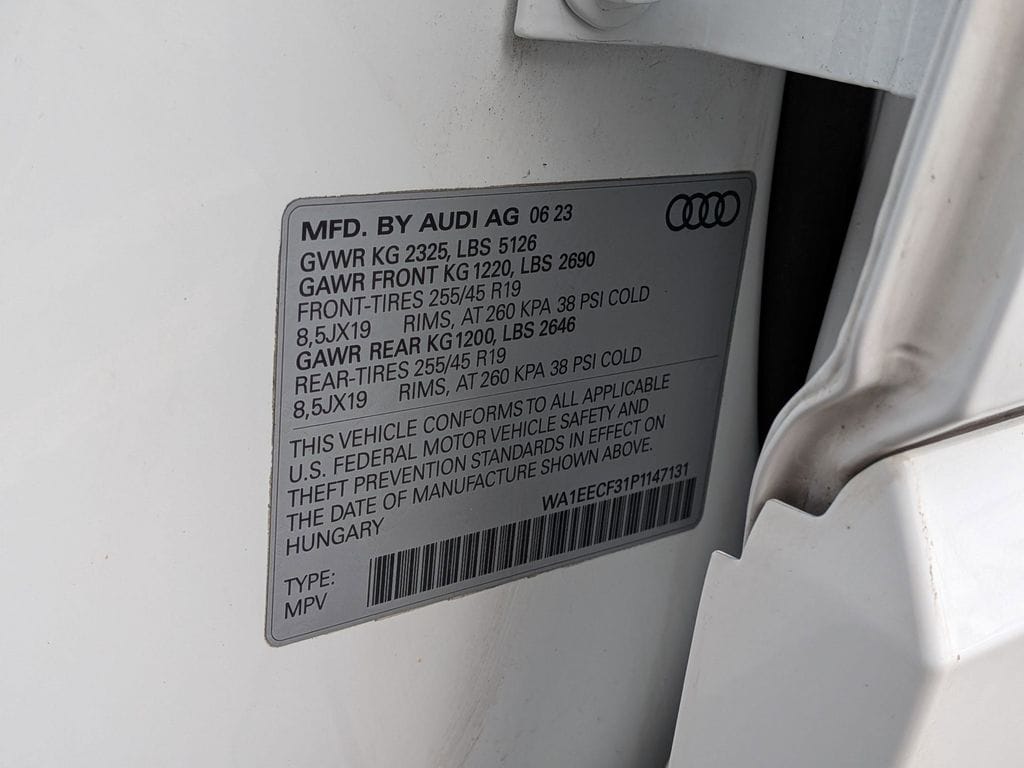 MFD. BY AUDI AG 06 23
GVWR KG 2325, LBS 5126
GAWR FRONT KG 1220, LBS 2690
FRONT-TIRES 255/45 R19
8,5JX19 RIMS, AT 260 KPA 38 PSI COLD
GAWR REAR KG 1200, LBS 2646
REAR-TIRES 255/45 R19
8,5JX19 RIMS, AT 260 KPA 38 PSI COLD
THIS VEHICLE CONFORMS TO ALL APPLICABLE
U.S. FEDERAL MOTOR VEHICLE SAFETY AND
THEFT PREVENTION STANDARDS IN EFFECT ON
THE DATE OF MANUFACTURE SHOWN ABOVE.
HUNGARY WA1EECF31P1147131
TYPE:
MPV